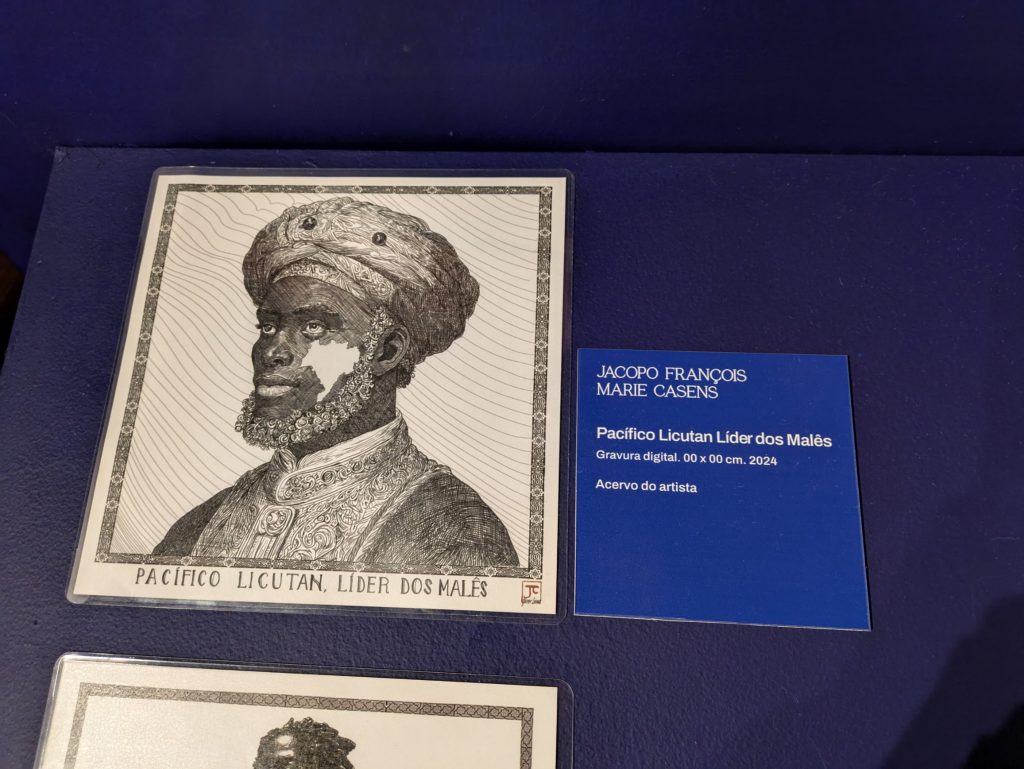 PACÍFICO LICUTAN, LÍDER DOS MALÊS
JC
JACOPO FRANÇOIS
MARIE CASENS
Pacífico Licutan Líder dos Malês
Gravura digital. 00 x 00 cm. 2024
Acervo do artista